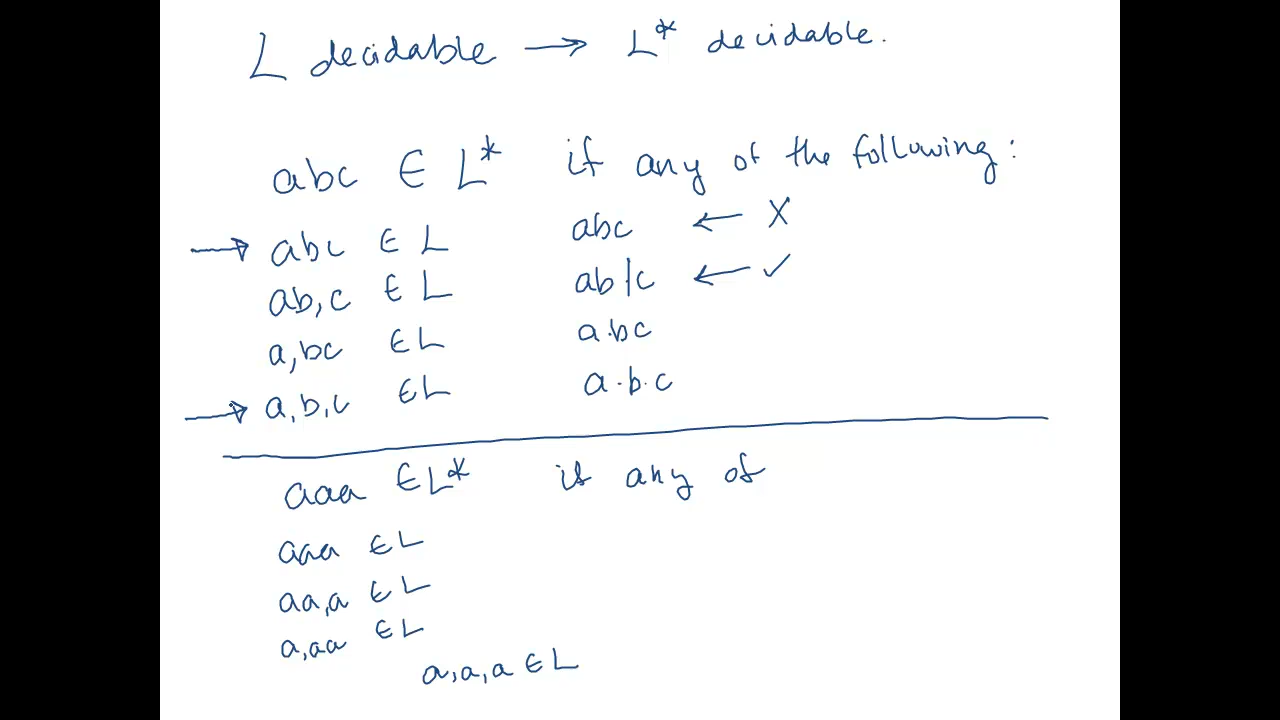 L decidable → L* decidable.
abc ∈ L* if any of the following:
→ abc ∈ L abc ← X
ab,c ∈ L ab|c ← ✓
a,bc ∈ L a·bc
→ a,b,c ∈ L a·b·c
aaa ∈ L* if any of
aaa ∈ L
aa,a ∈ L
a,aa ∈ L
a,a,a ∈ L